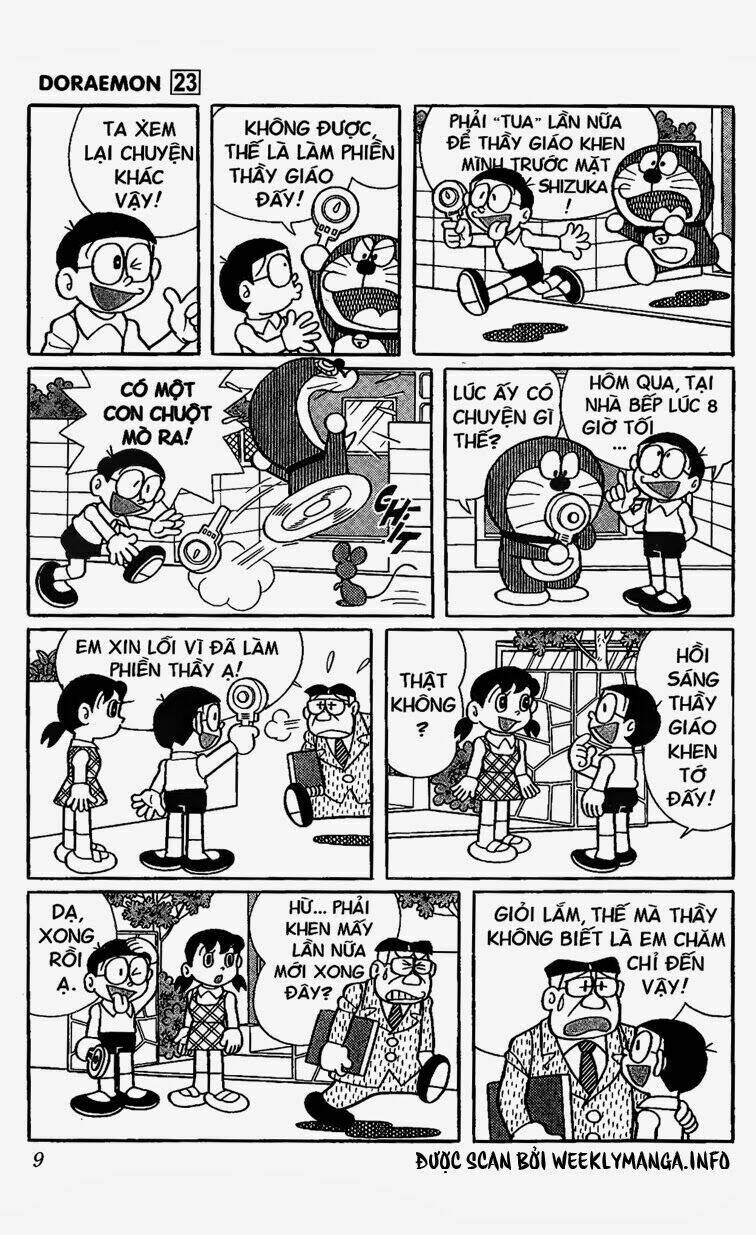 DORAEMON 23
PHẢI "TUA" LẦN NỮA
ĐỂ THẦY GIÁO KHEN
MÌNH TRƯỚC MẶT
SHIZUKA
!
KHÔNG ĐƯỢC,
THẾ LÀ LÀM PHIỀN
THẦY GIÁO
ĐẤY!
TA XEM
LẠI CHUYỆN
KHÁC
VẬY!
HÔM QUA, TẠI
NHÀ BẾP LÚC 8
GIỜ TỐI
...
LÚC ẤY CÓ
CHUYỆN GÌ
THẾ?
CÓ MỘT
CON CHUỘT
MÒ RA!
CHÍT
CHÍT
HỒI
SÁNG
THẦY
GIÁO
KHEN
TỚ
ĐẤY!
THẬT
KHÔNG
?
EM XIN LỖI VÌ ĐÃ LÀM
PHIỀN THẦY Ạ!
GIỎI LẮM, THẾ MÀ THẦY
KHÔNG BIẾT LÀ EM CHĂM
CHỈ ĐẾN
VẬY!
HỪ... PHẢI
KHEN MẤY
LẦN NỮA
MỚI XONG
ĐÂY?
DẠ,
XONG
RỒI
Ạ.
9
ĐƯỢC SCAN BỞI WEEKLYMANGA.INFO